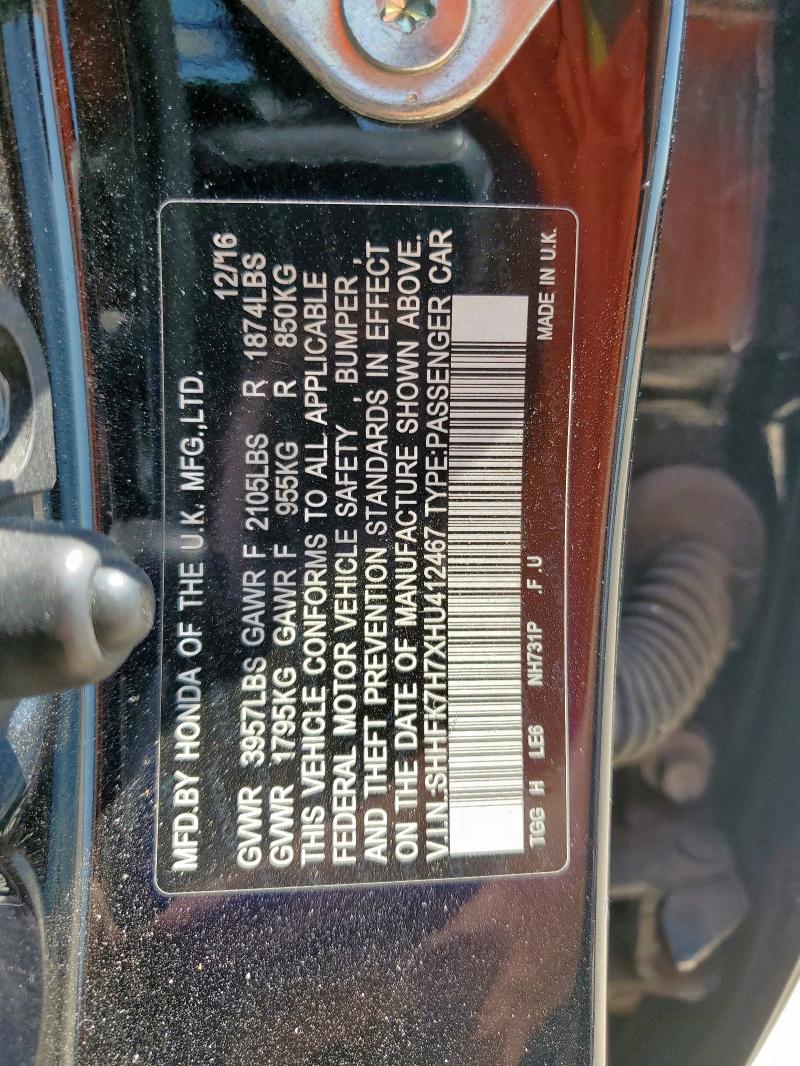 MFD.BY HONDA OF THE U.K. MFG.,LTD. 12/16
GVWR 3957LBS GAWR F 2105LBS R 1874LBS
GVWR 1795KG GAWR F 955KG R 850KG
THIS VEHICLE CONFORMS TO ALL APPLICABLE
FEDERAL MOTOR VEHICLE SAFETY , BUMPER ,
AND THEFT PREVENTION STANDARDS IN EFFECT
ON THE DATE OF MANUFACTURE SHOWN ABOVE.
V.I.N.:SHHFK7H7XHU412467 TYPE:PASSENGER CAR
TGG H LE6 NH731P .F .U MADE IN U.K.